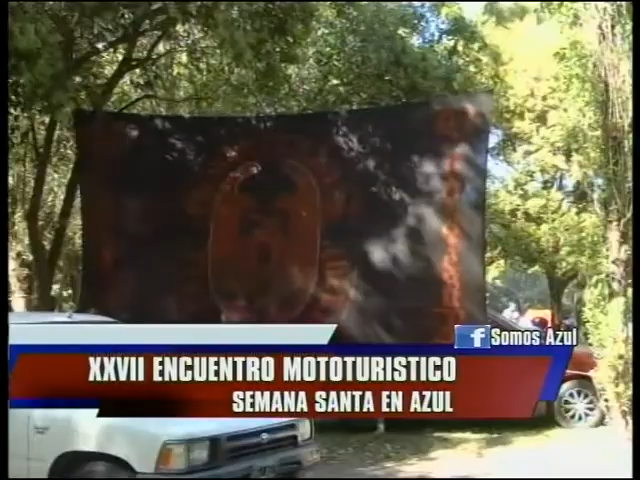 f Somos Azul
XXVII ENCUENTRO MOTOTURISTICO
SEMANA SANTA EN AZUL